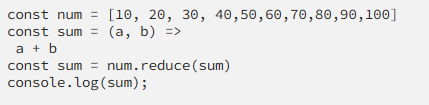 const num = [10, 20, 30, 40,50,60,70,80,90,100]
const sum = (a, b) =>
 a + b
const sum = num.reduce(sum)
console.log(sum);